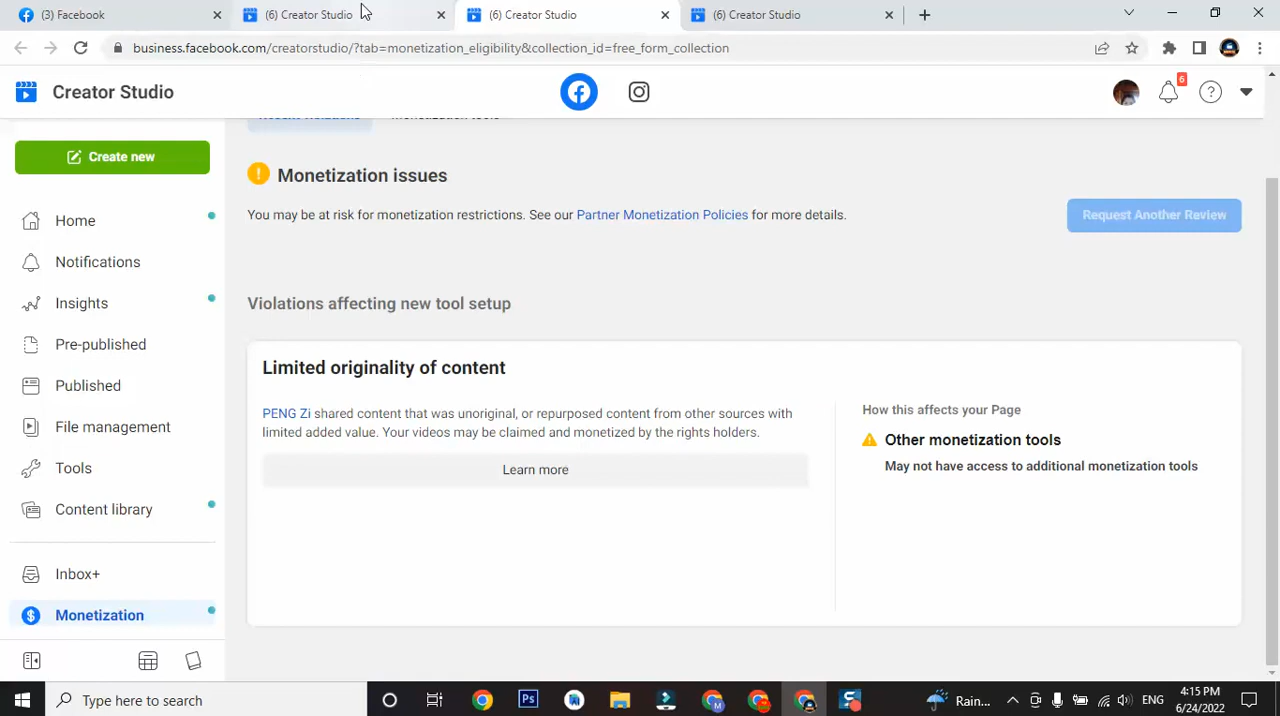 (3) Facebook
(6) Creator Studio
(6) Creator Studio
(6) Creator Studio
business.facebook.com/creatorstudio/?tab=monetization_eligibility&collection_id=free_form_collection
Creator Studio
6
Create new
Home
Notifications
Insights
Pre-published
Published
File management
Tools
Content library
Inbox+
Monetization
Monetization issues
You may be at risk for monetization restrictions. See our Partner Monetization Policies for more details.
Request Another Review
Violations affecting new tool setup
Limited originality of content
PENG Zi shared content that was unoriginal, or repurposed content from other sources with
limited added value. Your videos may be claimed and monetized by the rights holders.
Learn more
How this affects your Page
Other monetization tools
May not have access to additional monetization tools
Type here to search
Ps
M
Rain...
ENG
4:15 PM
6/24/2022